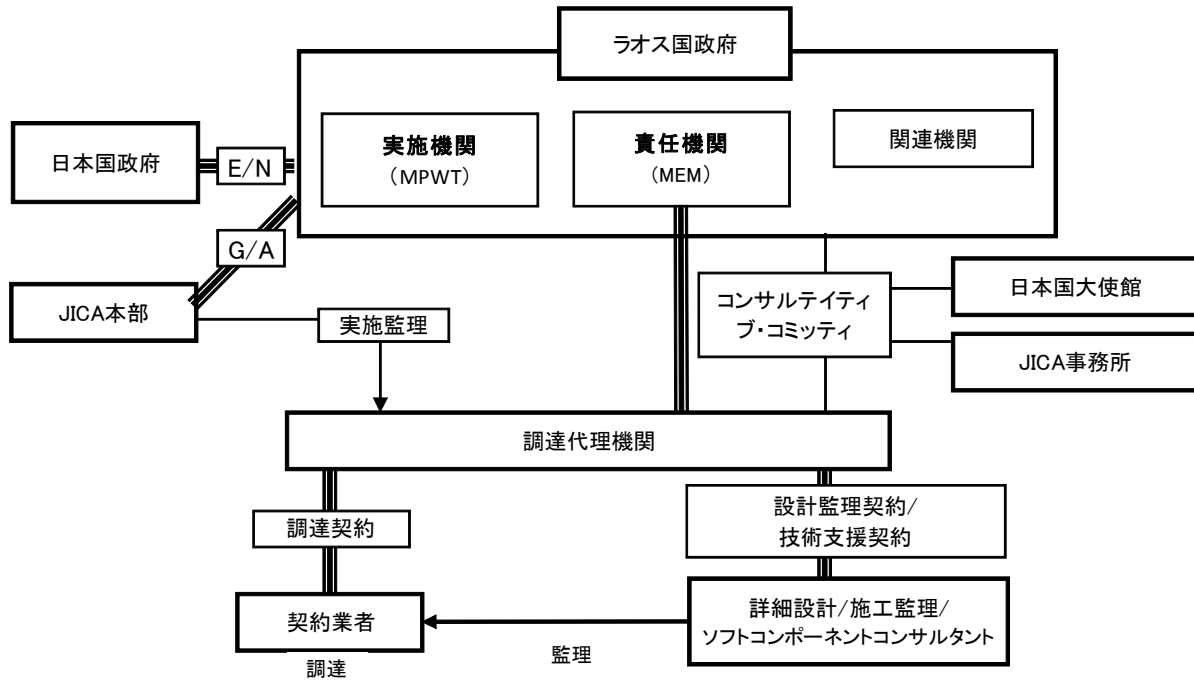 ラオス国政府
実施機関
(MPWT)
責任機関
(MEM)
関連機関
日本国政府
E/N
G/A
JICA本部
実施監理
コンサルテイティ
ブ・コミッティ
日本国大使館
JICA事務所
調達代理機関
調達契約
設計監理契約/
技術支援契約
契約業者
調達
監理
詳細設計/施工監理/
ソフトコンポーネントコンサルタント